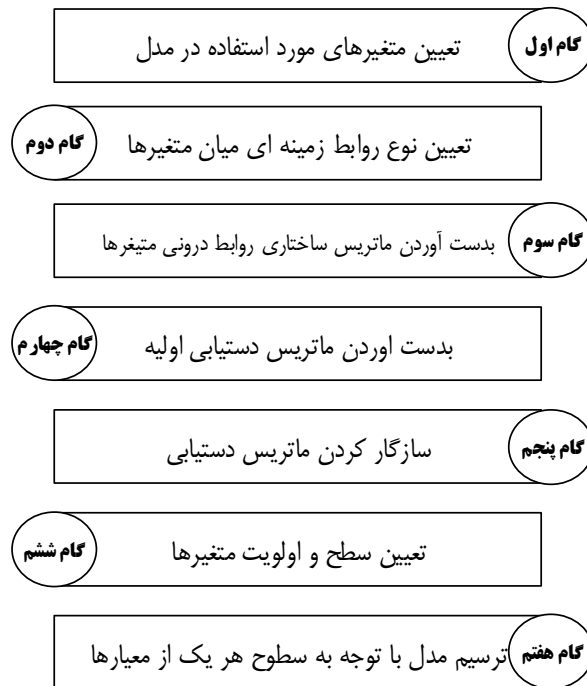 گام اول
تعیین متغیرهای مورد استفاده در مدل
تعیین نوع روابط زمینه ای میان متغیرها
گام دوم
گام سوم
بدست آوردن ماتریس ساختاری روابط درونی متیغرها
بدست اوردن ماتریس دستیابی اولیه
گام چهار م
گام پنجم
سازگار کردن ماتریس دستیابی
تعیین سطح و اولویت متغیرها
گام ششم
گام هفتم
ترسیم مدل با توجه به سطوح هر یک از معیارها